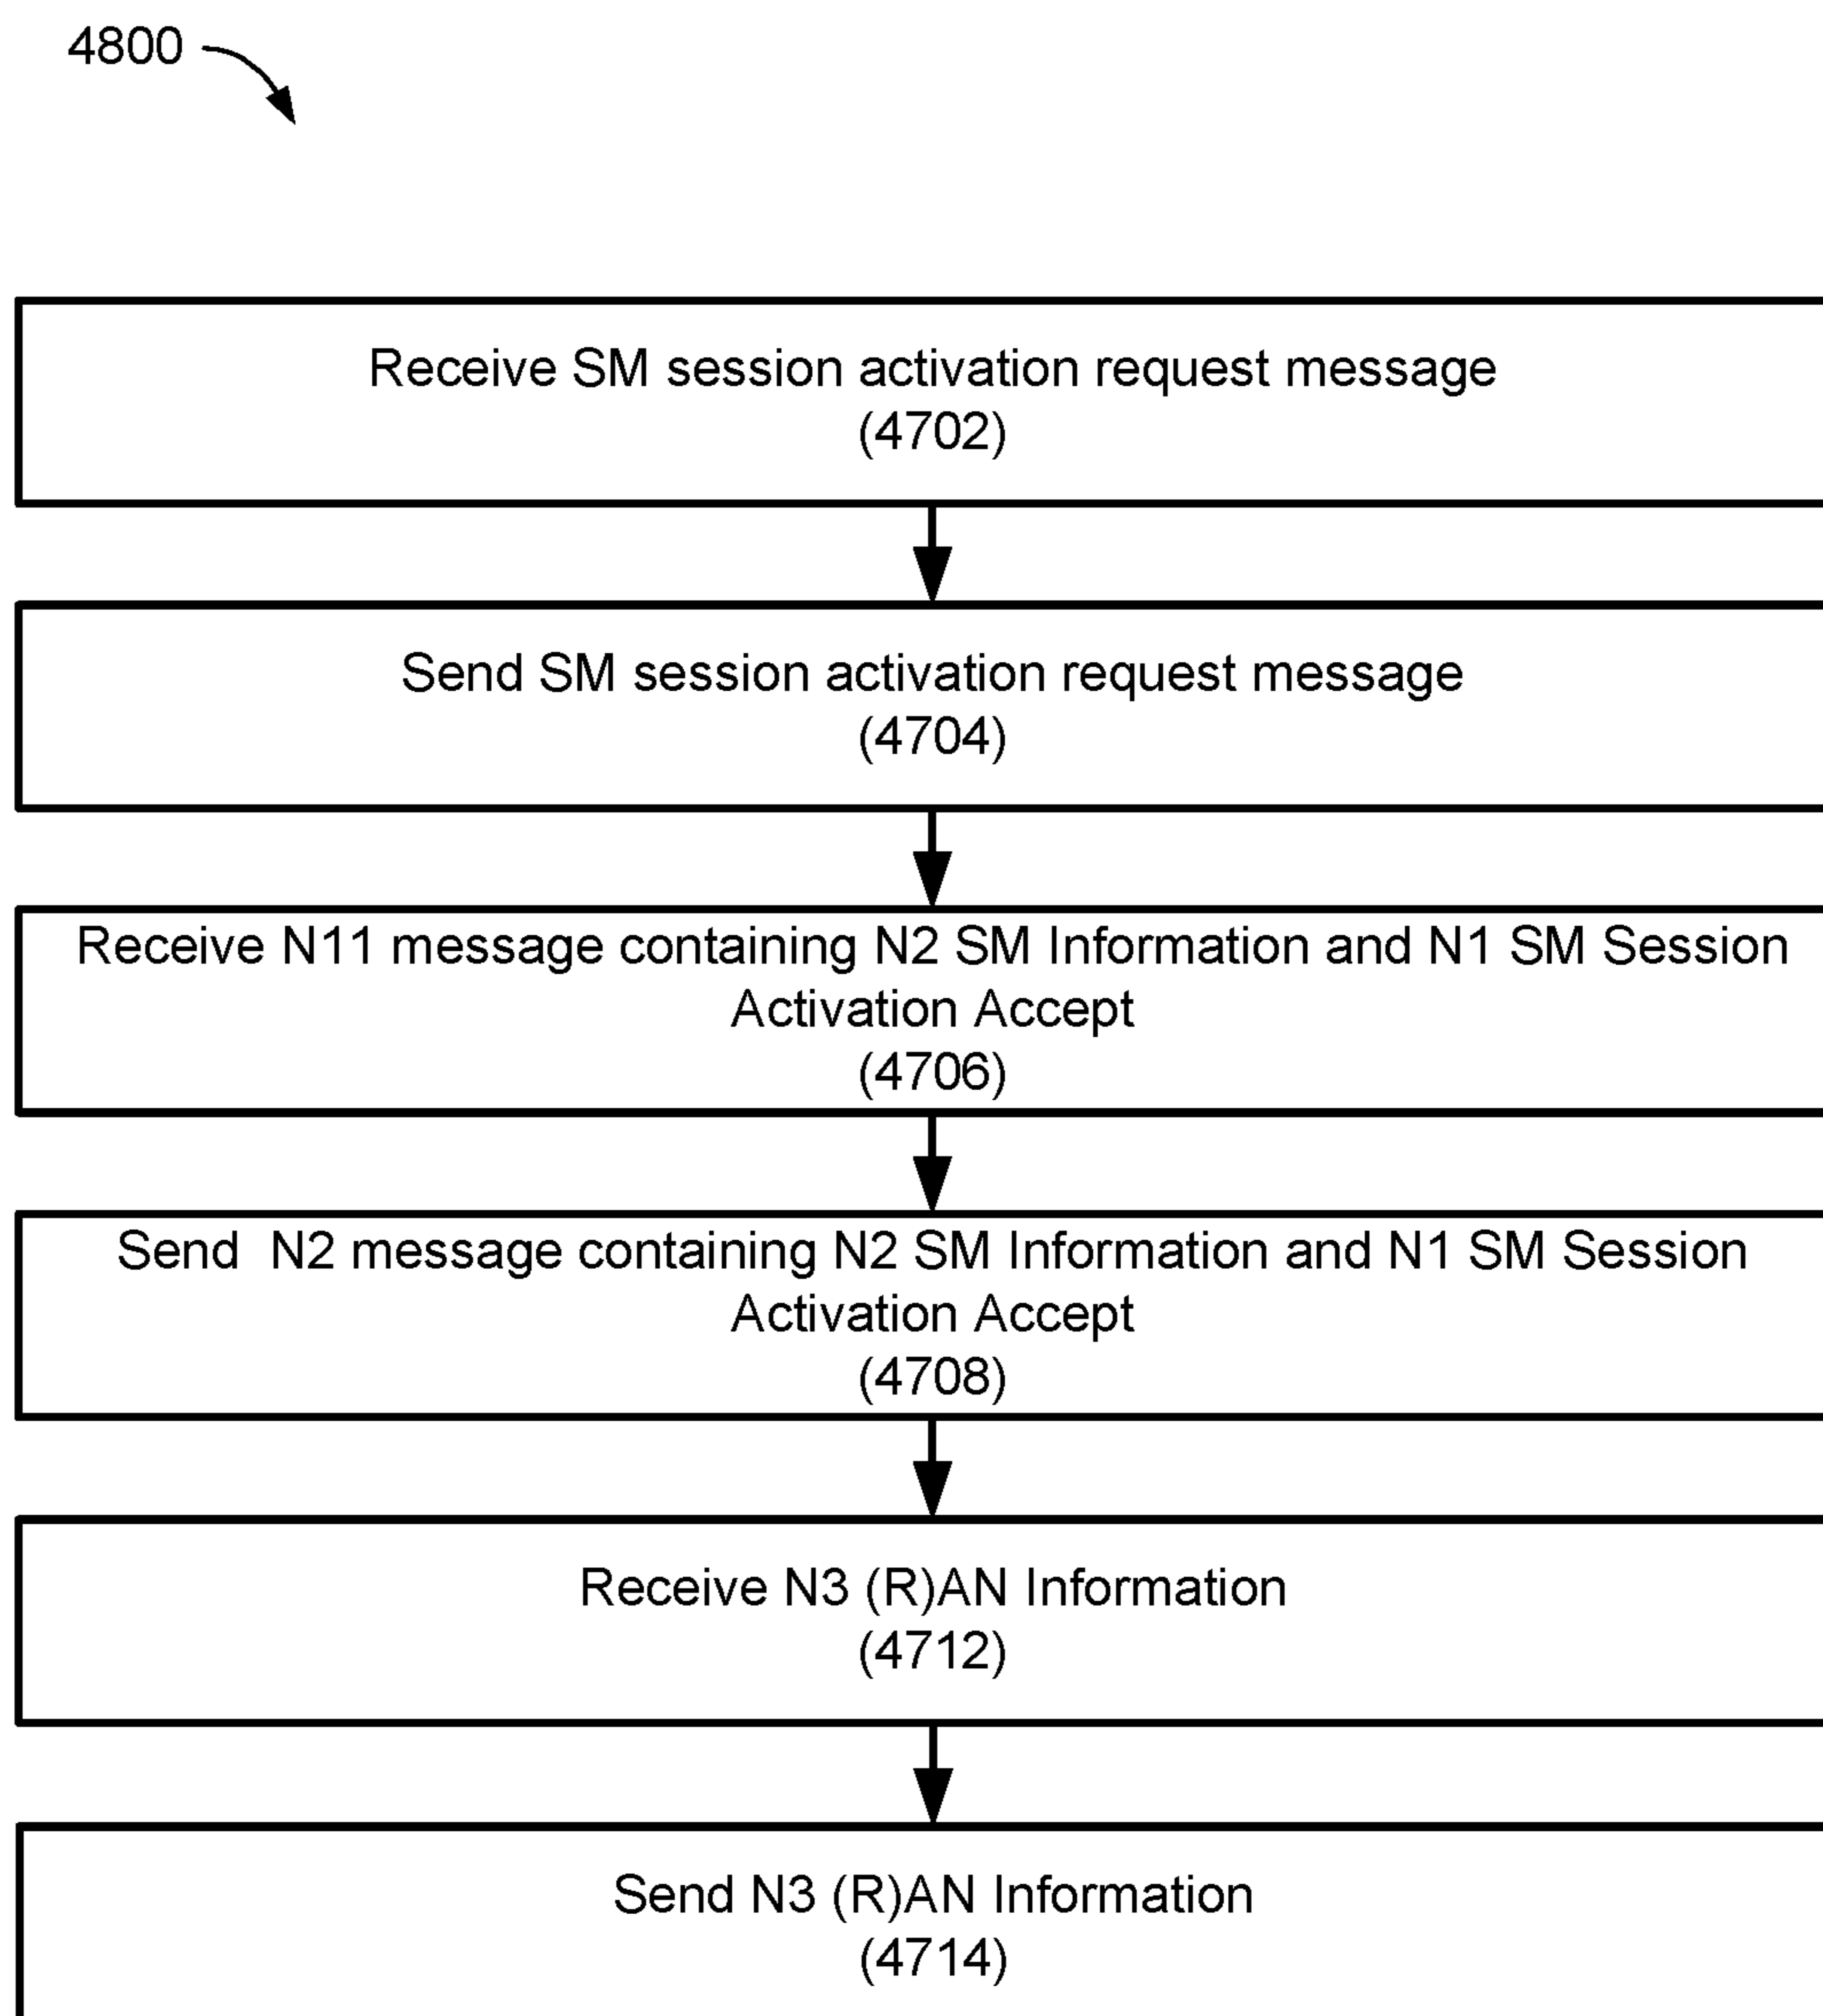 4800
Receive SM session activation request message
(4702)
Send SM session activation request message
(4704)
Receive N11 message containing N2 SM Information and N1 SM Session
Activation Accept
(4706)
Send N2 message containing N2 SM Information and N1 SM Session
Activation Accept
(4708)
Receive N3 (R)AN Information
(4712)
Send N3 (R)AN Information
(4714)